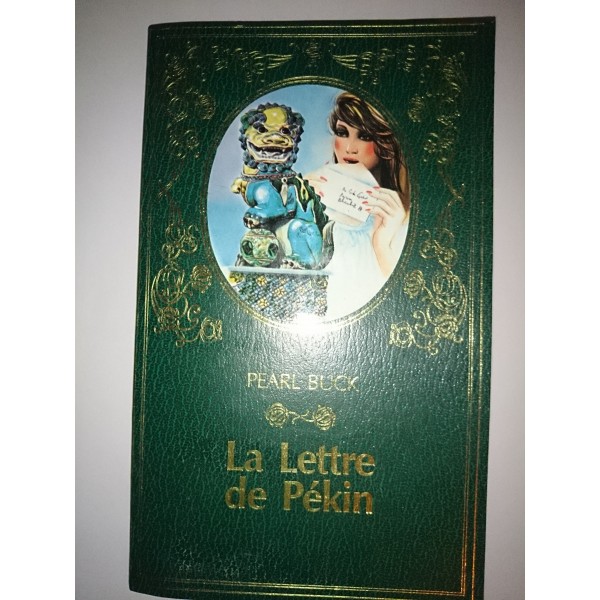 PEARL BUCK
La Lettre
de Pékin